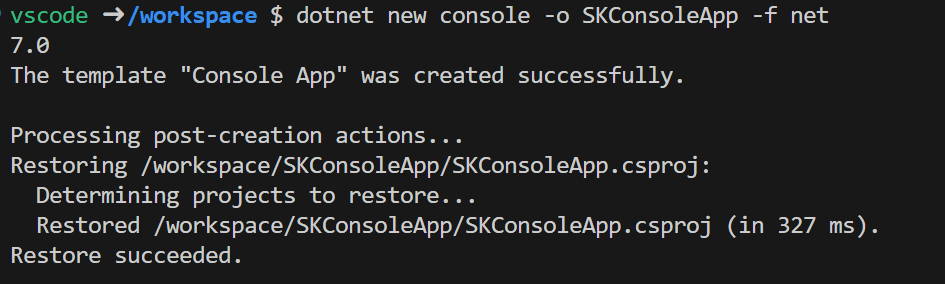 vscode ➜/workspace $ dotnet new console -o SKConsoleApp -f net
7.0
The template "Console App" was created successfully.

Processing post-creation actions...
Restoring /workspace/SKConsoleApp/SKConsoleApp.csproj:
  Determining projects to restore...
  Restored /workspace/SKConsoleApp/SKConsoleApp.csproj (in 327 ms).
Restore succeeded.